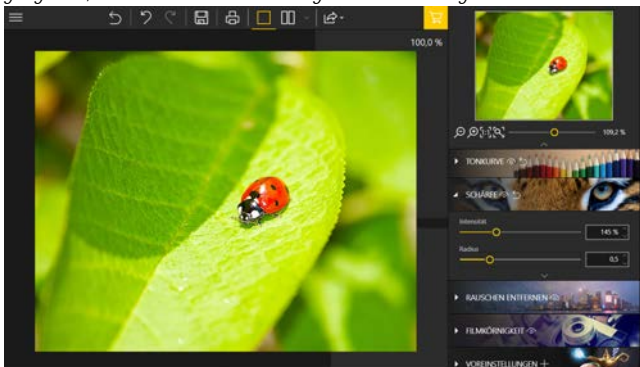 100,0 %
109,2 %
TONKURVE
SCHÄRFE
Intensität
145 %
Radius
0,5
RAUSCHEN ENTFERNEN
FILMKÖRNIGKEIT
VOREINSTELLUNGEN